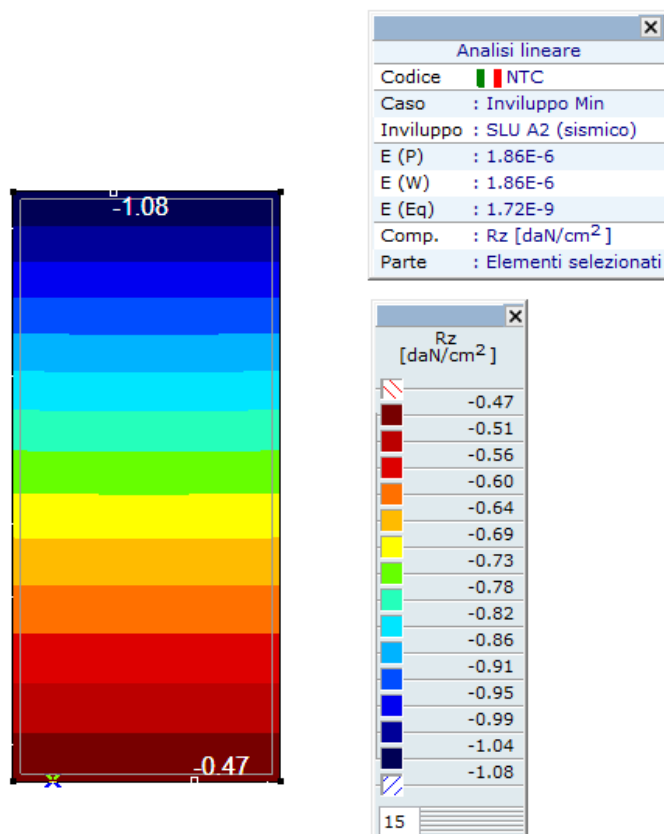 Analisi lineare
Codice NTC
Caso : Inviluppo Min
Inviluppo : SLU A2 (sismico)
E (P) : 1.86E-6
E (W) : 1.86E-6
E (Eq) : 1.72E-9
Comp. : Rz [daN/cm²]
Parte : Elementi selezionati
-1.08
-0.47
Rz
[daN/cm²]
-0.47
-0.51
-0.56
-0.60
-0.64
-0.69
-0.73
-0.78
-0.82
-0.86
-0.91
-0.95
-0.99
-1.04
-1.08
15